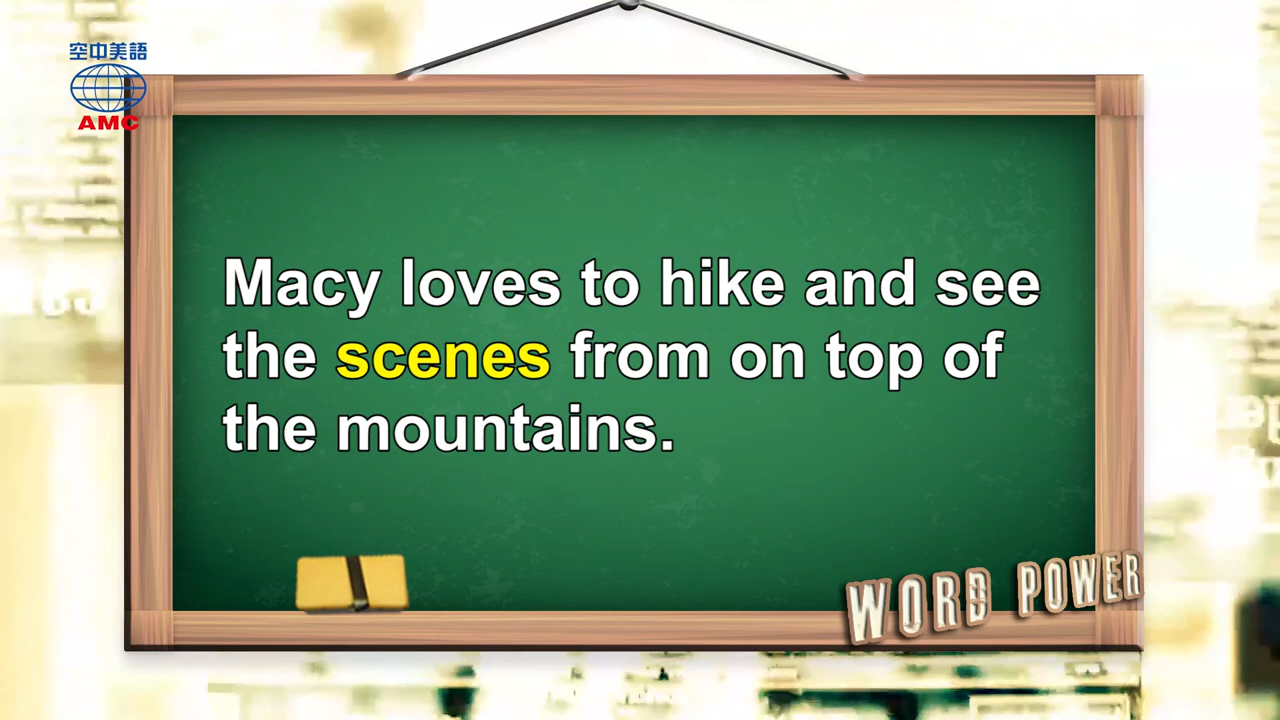 空中美語
AMC
Macy loves to hike and see
the scenes from on top of
the mountains.
WORD POWER